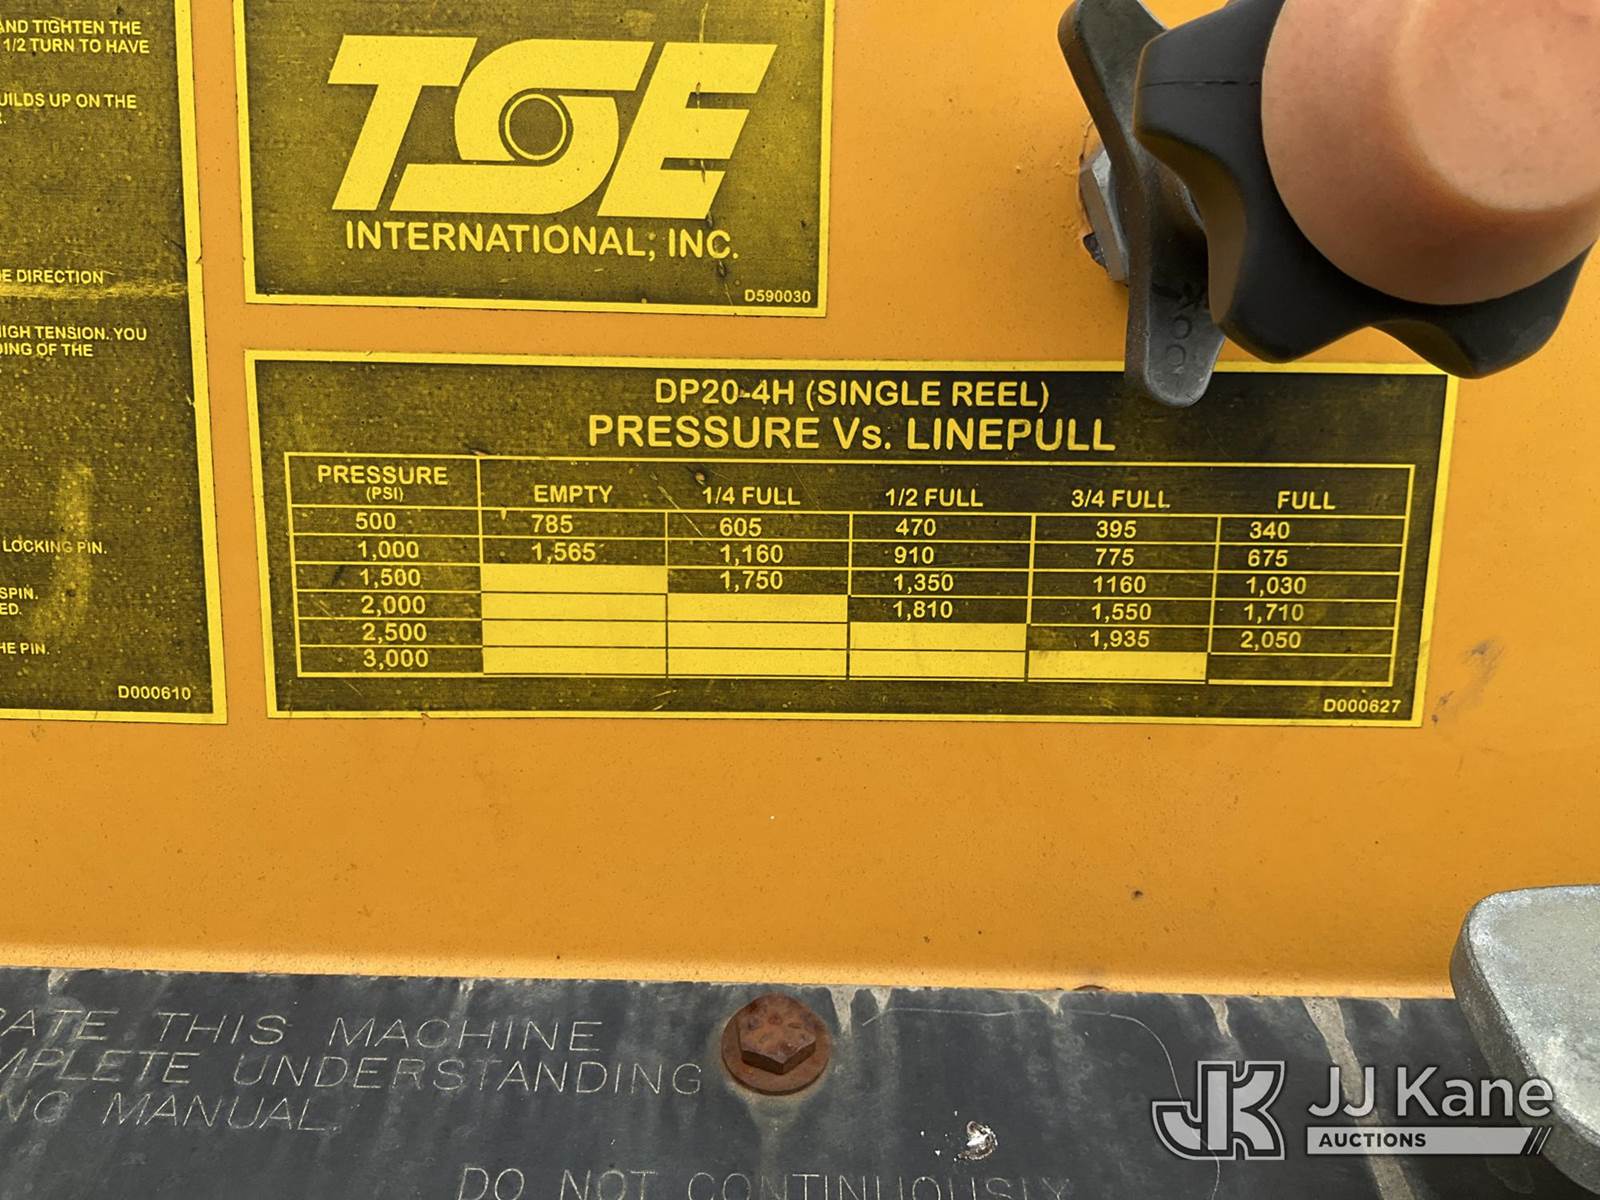 AND TIGHTEN THE
1/2 TURN TO HAVE
UILDS UP ON THE
DIRECTION
IGH TENSION. YOU
DING OF THE
LOCKING PIN.
SPIN.
ED.
HE PIN.
D000610
TSE
INTERNATIONAL, INC.
D590030
DP20-4H (SINGLE REEL)
PRESSURE Vs. LINEPULL
PRESSURE
(PSI) EMPTY 1/4 FULL 1/2 FULL 3/4 FULL FULL
500 785 605 470 395 340
1,000 1,565 1,160 910 775 675
1,500 1,750 1,350 1160 1,030
2,000 1,810 1,550 1,710
2,500 1,935 2,050
3,000
D000627
RATE THIS MACHINE
MPLETE UNDERSTANDING
NG MANUAL.
DO NOT CONTINUOUSLY
JK JJ Kane
AUCTIONS